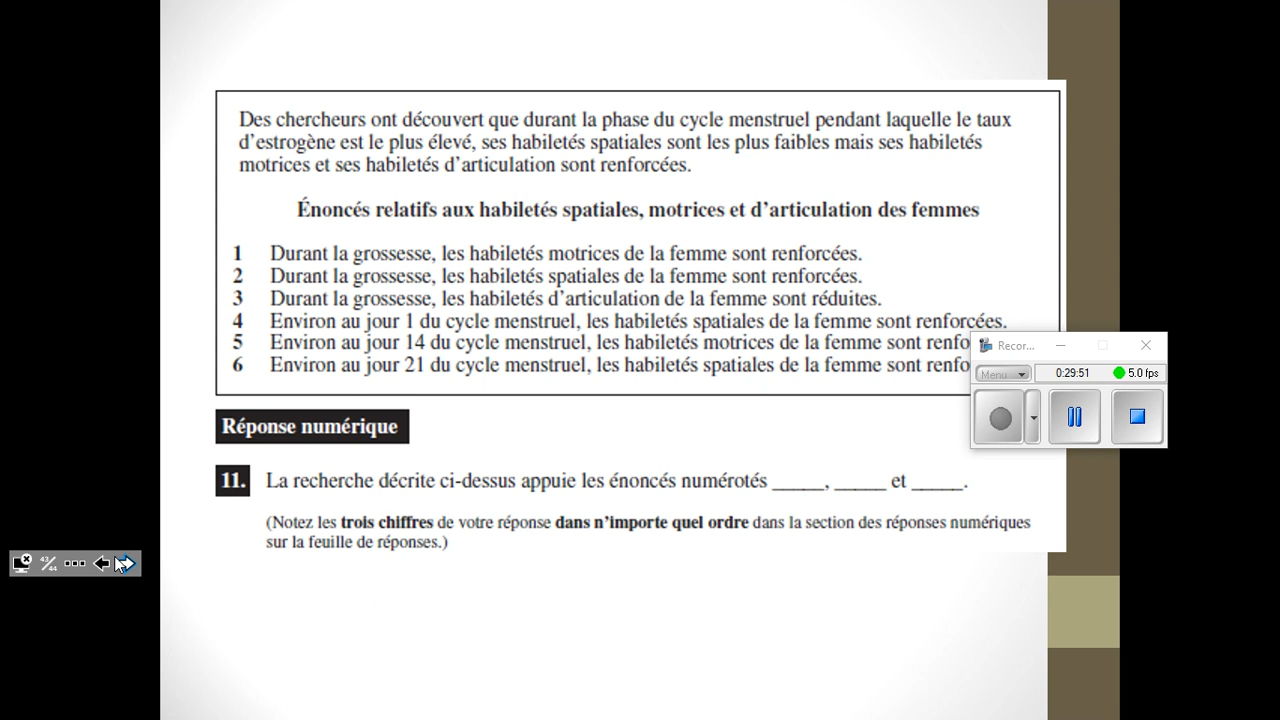 Des chercheurs ont découvert que durant la phase du cycle menstruel pendant laquelle le taux
d'estrogène est le plus élevé, ses habiletés spatiales sont les plus faibles mais ses habiletés
motrices et ses habiletés d'articulation sont renforcées.
Énoncés relatifs aux habiletés spatiales, motrices et d'articulation des femmes
1 Durant la grossesse, les habiletés motrices de la femme sont renforcées.
2 Durant la grossesse, les habiletés spatiales de la femme sont renforcées.
3 Durant la grossesse, les habiletés d'articulation de la femme sont réduites.
4 Environ au jour 1 du cycle menstruel, les habiletés spatiales de la femme sont renforcées.
5 Environ au jour 14 du cycle menstruel, les habiletés motrices de la femme sont renfo
6 Environ au jour 21 du cycle menstruel, les habiletés spatiales de la femme sont renfo
Recor...
Menu
0:29:51
5.0 fps
Réponse numérique
11. La recherche décrite ci-dessus appuie les énoncés numérotés _____, _____ et _____.
(Notez les trois chiffres de votre réponse dans n'importe quel ordre dans la section des réponses numériques
sur la feuille de réponses.)
43/44